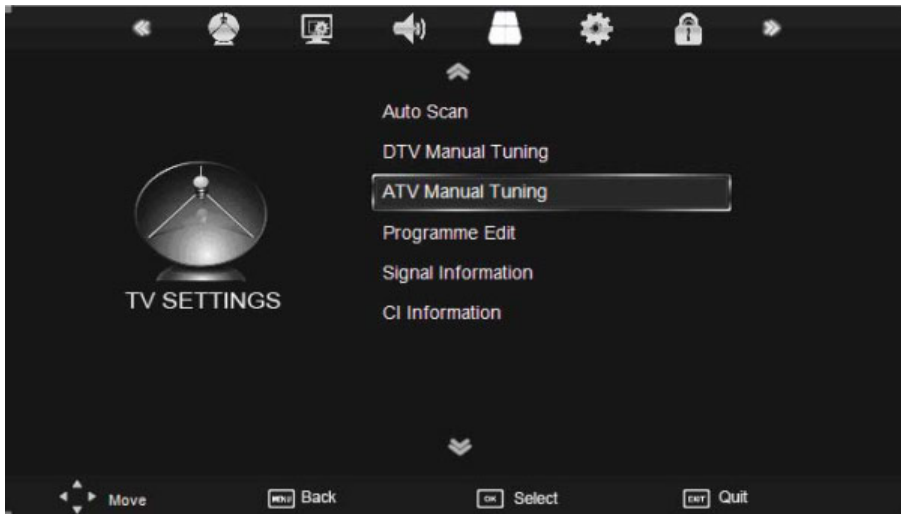 Auto Scan
DTV Manual Tuning
ATV Manual Tuning
Programme Edit
Signal Information
CI Information
TV SETTINGS
Move
MENU Back
OK Select
EXIT Quit